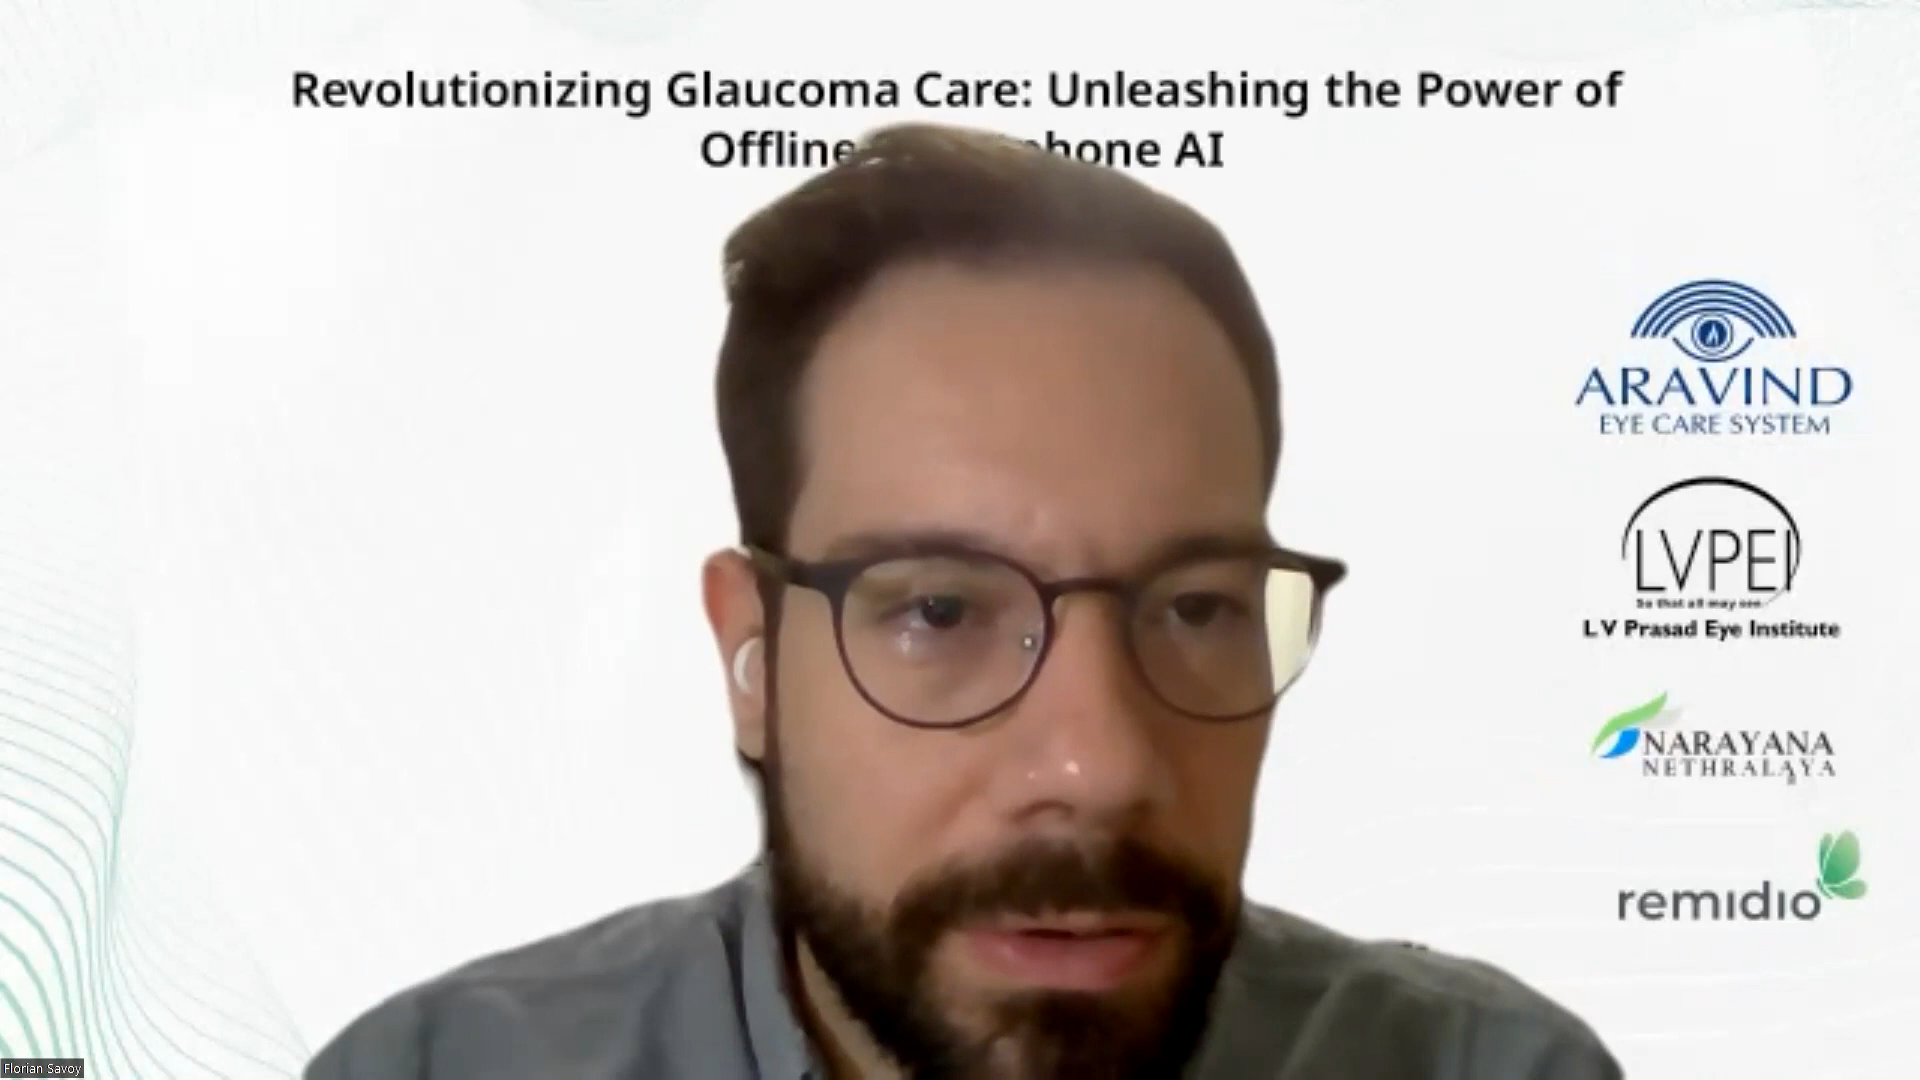 Revolutionizing Glaucoma Care: Unleashing the Power of
Offline phone AI
ARAVIND
EYE CARE SYSTEM
LVPEI
So that all may see
L V Prasad Eye Institute
NARAYANA
NETHRALAYA
remidio
Florian Savoy